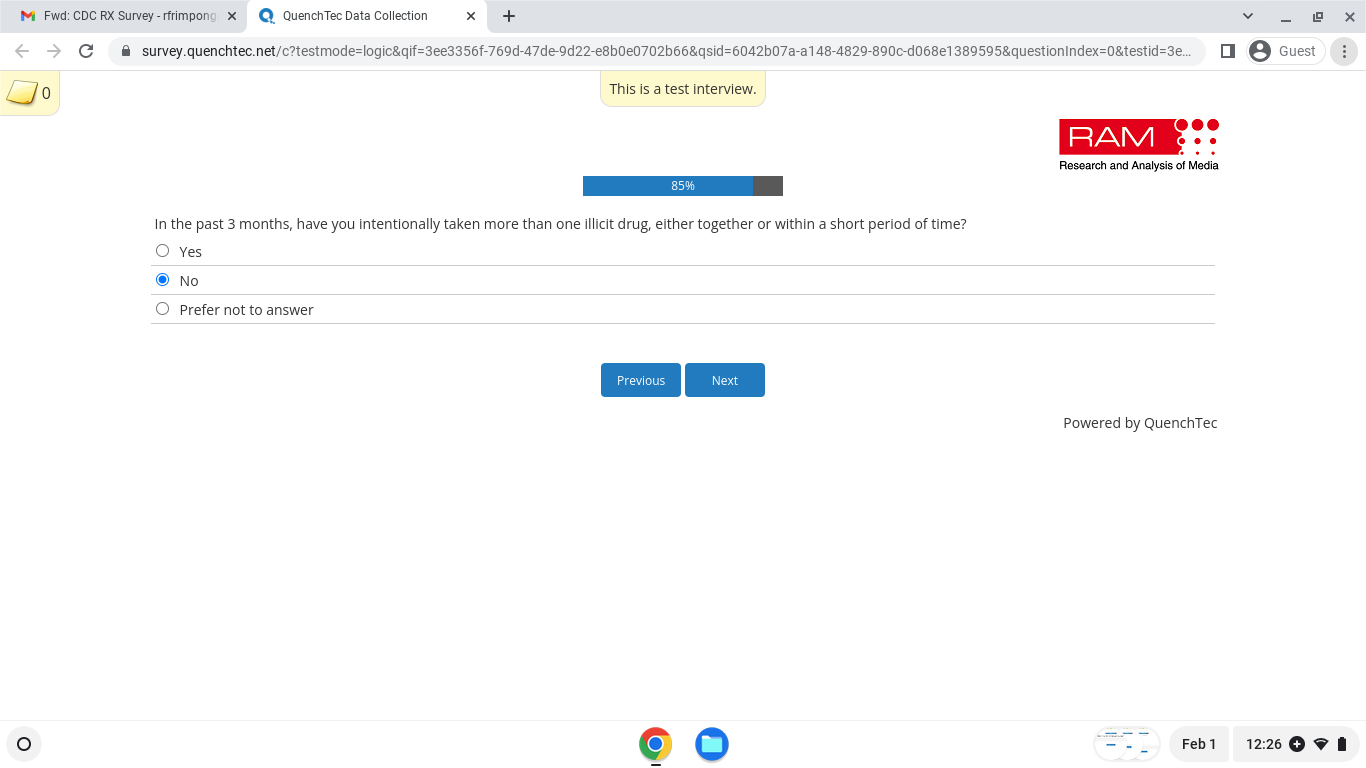 Fwd: CDC RX Survey - rfrimpong
QuenchTec Data Collection
survey.quenchtec.net/c?testmode=logic&qif=3ee3356f-769d-47de-9d22-e8b0e0702b66&qsid=6042b07a-a148-4829-890c-d068e1389595&questionIndex=0&testid=3e...
Guest
0
This is a test interview.
RAM
Research and Analysis of Media
85%
In the past 3 months, have you intentionally taken more than one illicit drug, either together or within a short period of time?
Yes
No
Prefer not to answer
Previous
Next
Powered by QuenchTec
Feb 1
12:26